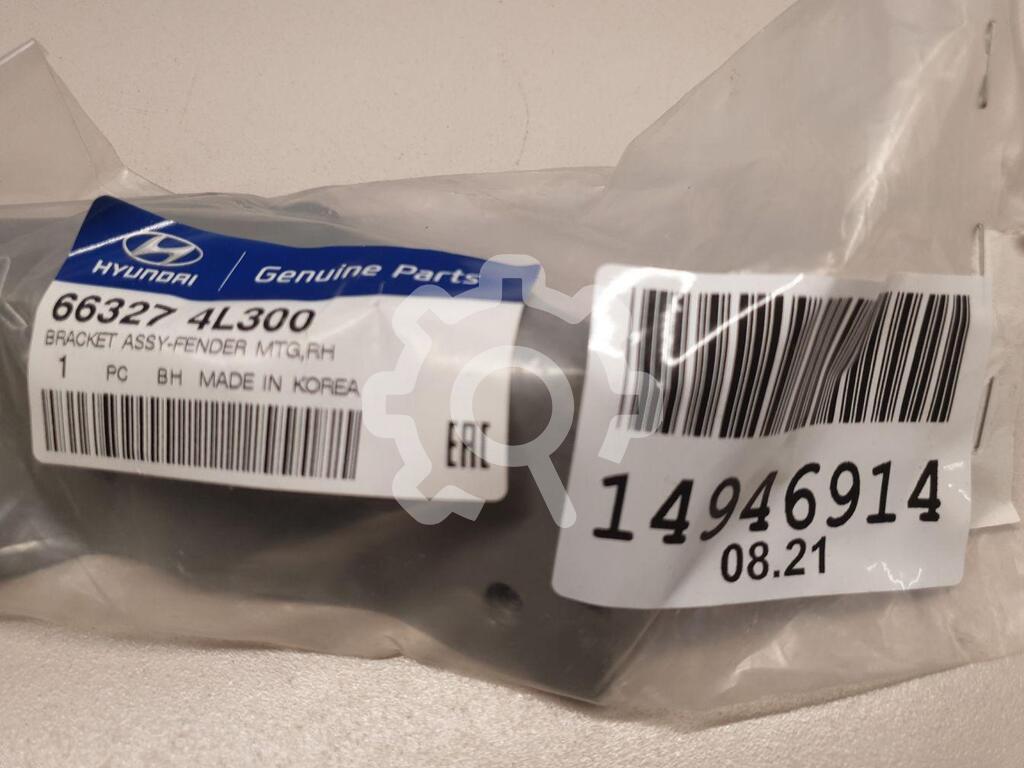 HYUNDAI
Genuine Parts
66327 4L300
BRACKET ASSY-FENDER MTG,RH
1 PC BH MADE IN KOREA
EAC
14946914
08.21